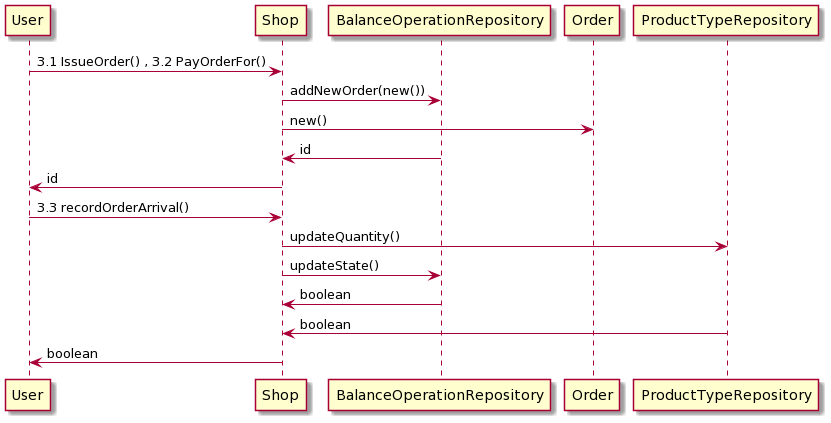 User Shop BalanceOperationRepository Order ProductTypeRepository
3.1 IssueOrder() , 3.2 PayOrderFor()
addNewOrder(new())
new()
id
id
3.3 recordOrderArrival()
updateQuantity()
updateState()
boolean
boolean
boolean
User Shop BalanceOperationRepository Order ProductTypeRepository